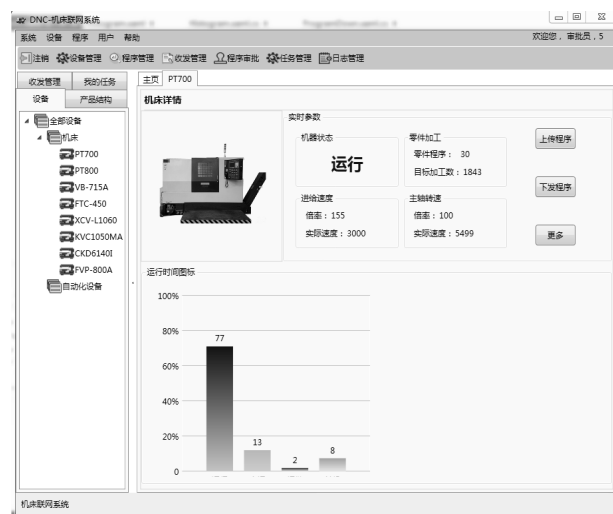 DNC-机床联网系统
系统 设备 程序 用户 帮助 欢迎您，审批员，5
注销 设备管理 程序管理 收发管理 程序审批 任务管理 日志管理
收发管理 我的任务
设备 产品结构
主页 PT700
机床详情
全部设备
机床
PT700
PT800
VB-715A
FTC-450
XCV-L1060
KVC1050MA
CKD6140I
FVP-800A
自动化设备
实时参数
机器状态
运行
零件加工
零件程序： 30
目标加工数：1843
进给速度
倍率：155
实际速度：3000
主轴转速
倍率：100
实际速度：5499
上传程序
下发程序
更多
运行时间图标
100%
80%
60%
40%
20%
0
77
13
2
8
机床联网系统